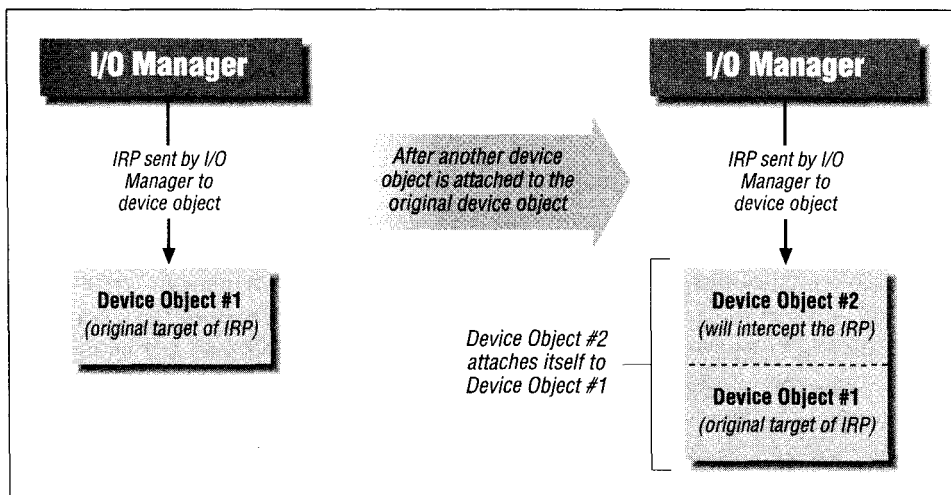 I/O Manager
IRP sent by I/O
Manager to
device object
Device Object #1
(original target of IRP)
After another device
object is attached to the
original device object
I/O Manager
IRP sent by I/O
Manager to
device object
Device Object #2
(will intercept the IRP)
Device Object #1
(original target of IRP)
Device Object #2
attaches itself to
Device Object #1